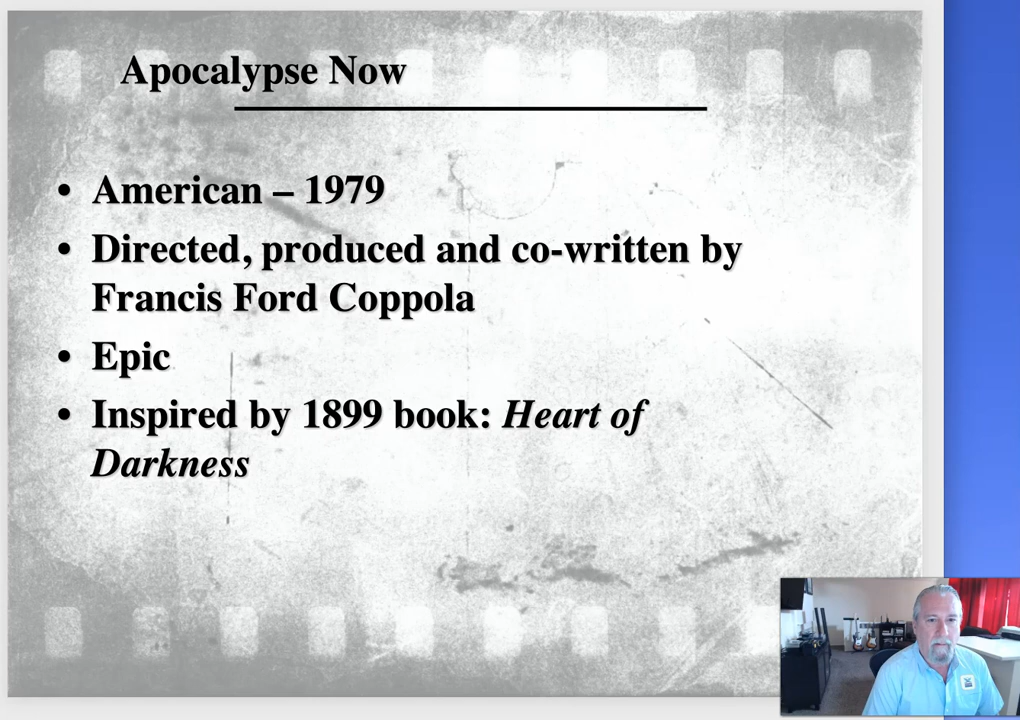 Apocalypse Now
• American – 1979
• Directed, produced and co-written by
Francis Ford Coppola
• Epic
• Inspired by 1899 book: Heart of
Darkness